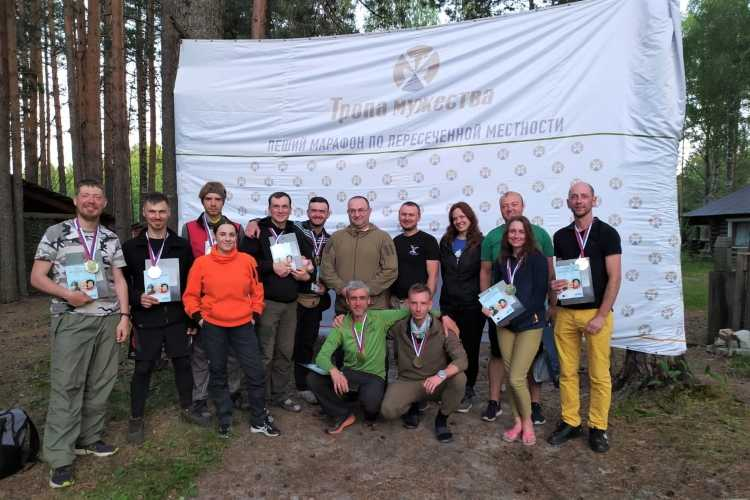 Тропа мужества
ПЕШИЙ МАРАФОН ПО ПЕРЕСЕЧЕННОЙ МЕСТНОСТИ